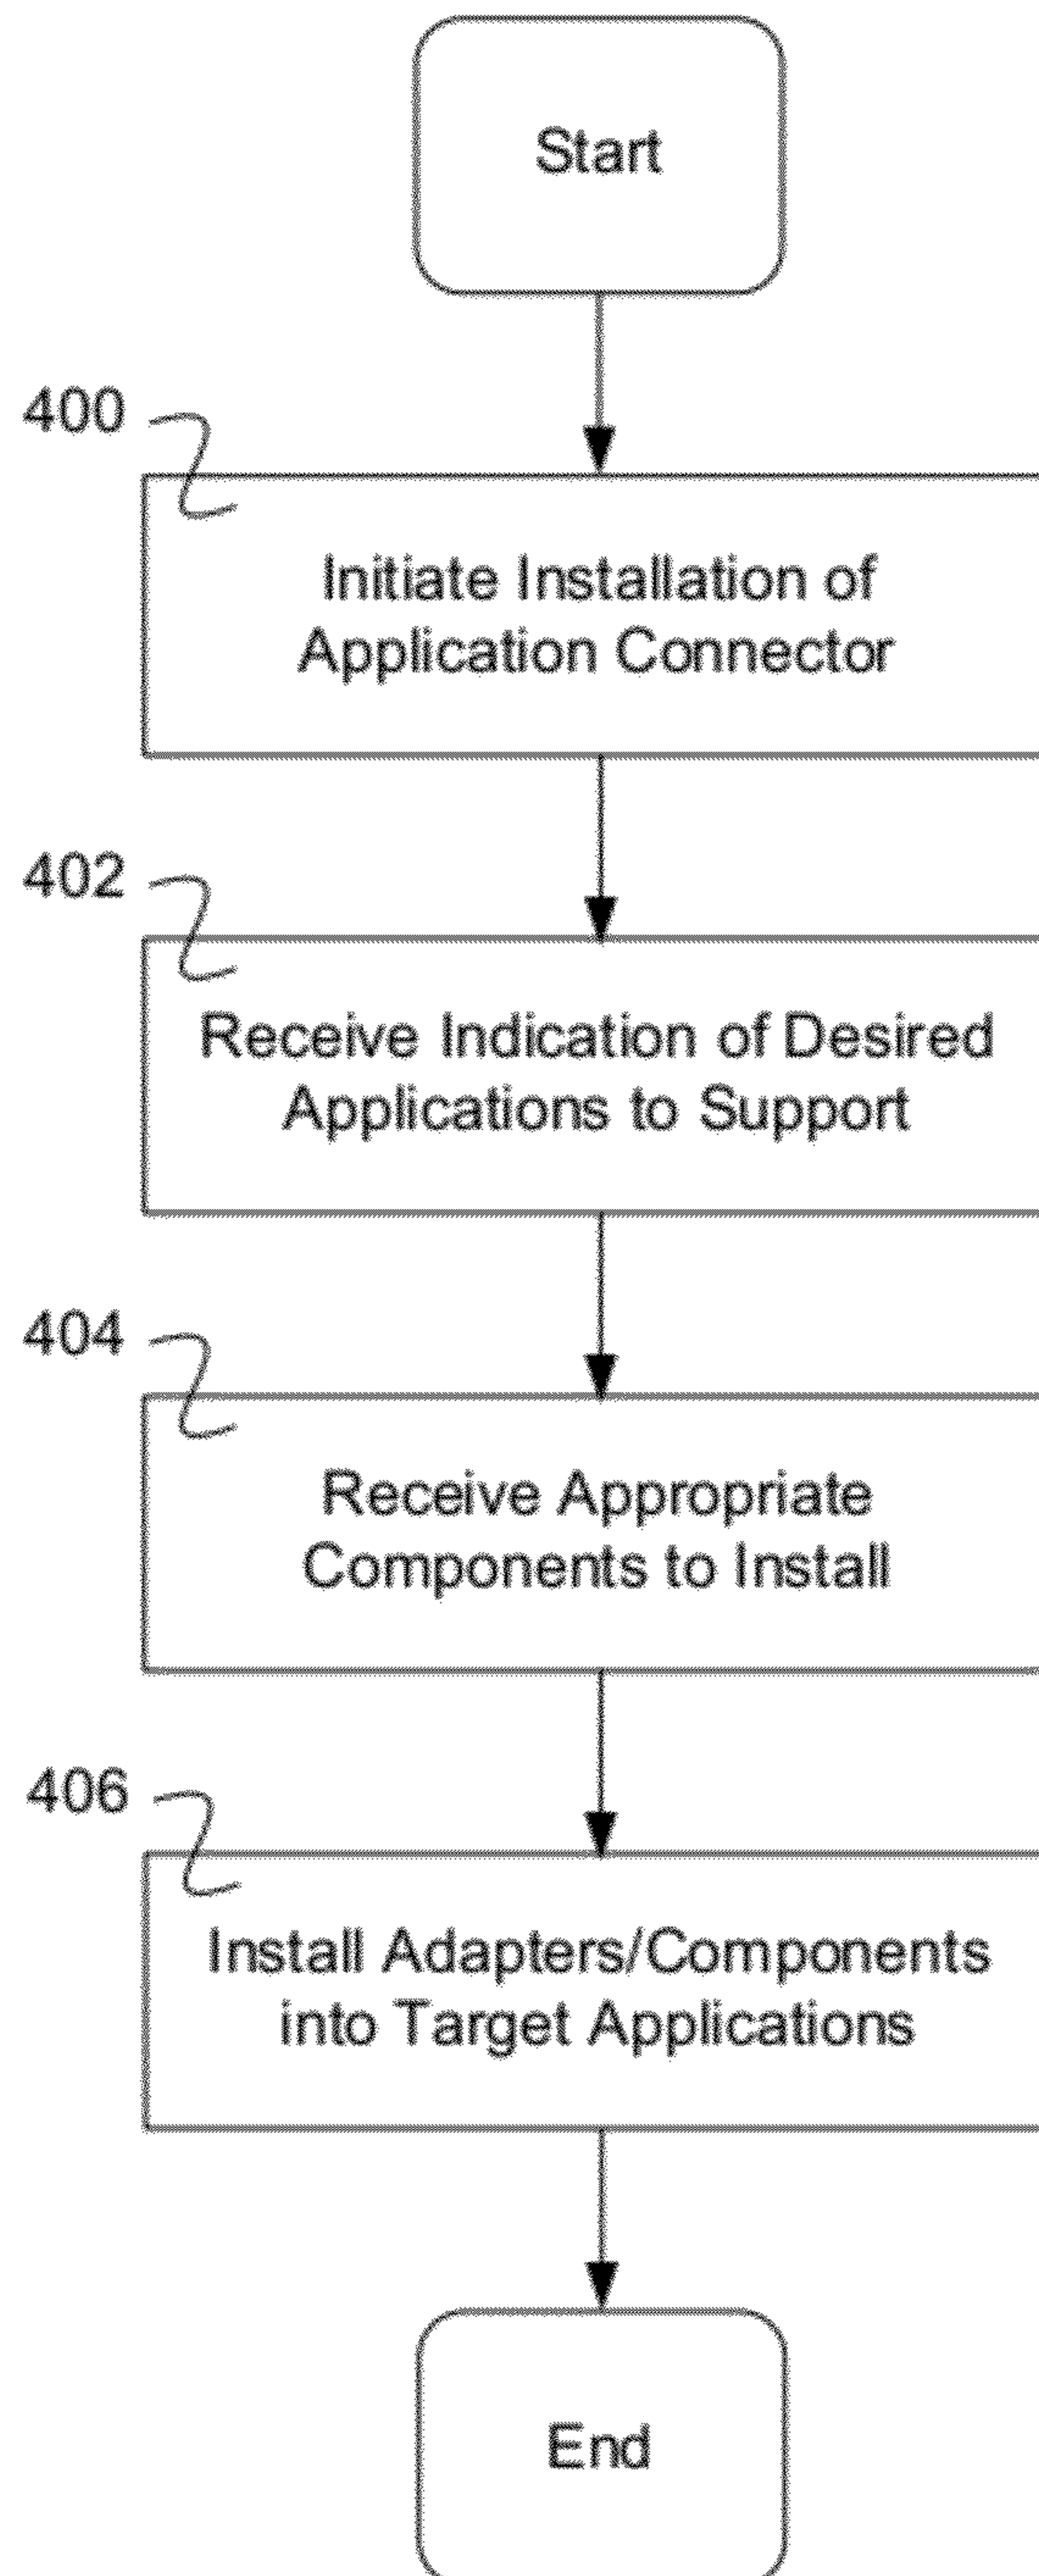 Start
400
Initiate Installation of
Application Connector
402
Receive Indication of Desired
Applications to Support
404
Receive Appropriate
Components to Install
406
Install Adapters/Components
into Target Applications
End